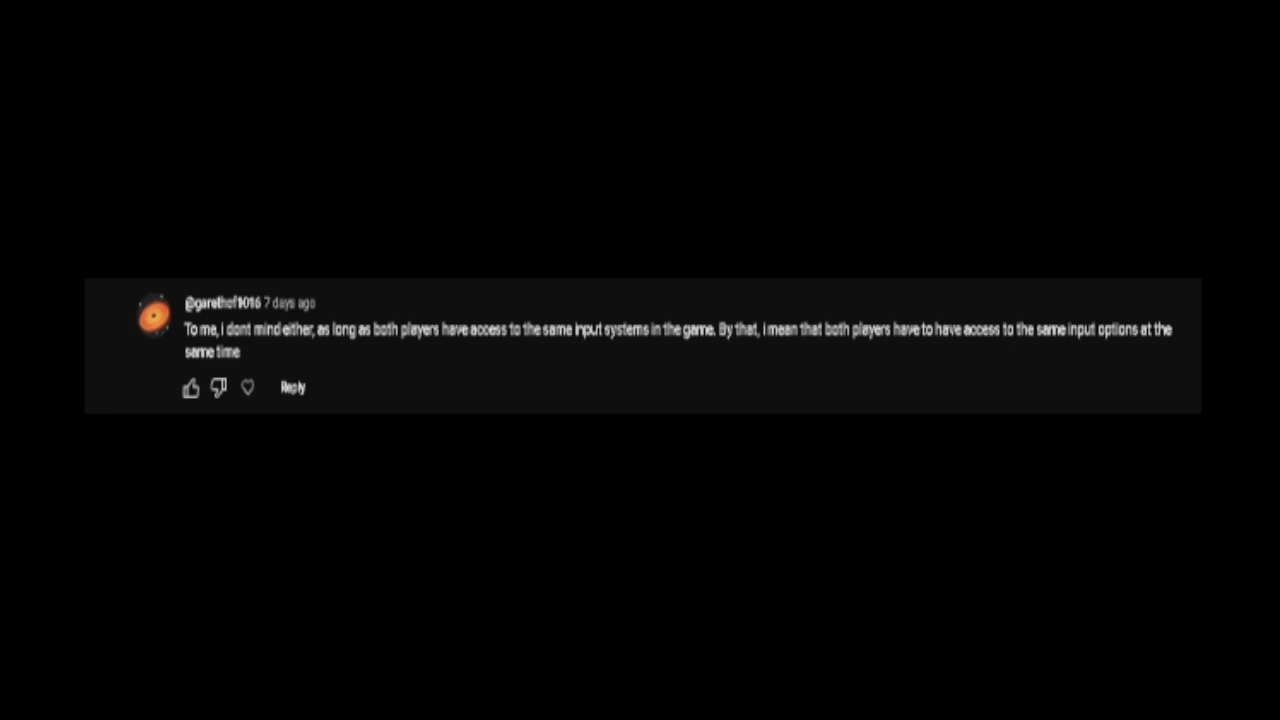 @garethcf1016 7 days ago
To me, i dont mind either, as long as both players have access to the same input systems in the game. By that, i mean that both players have to have access to the same input options at the
same time
Reply